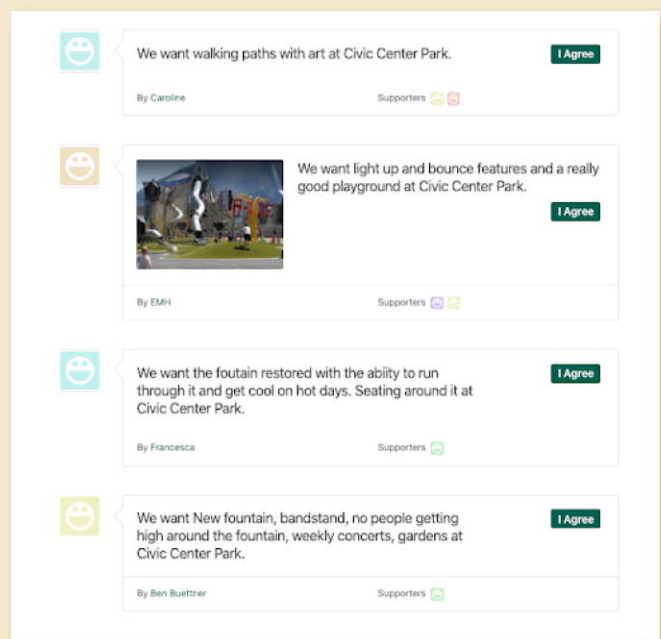 We want walking paths with art at Civic Center Park.
I Agree
By Caroline
Supporters
We want light up and bounce features and a really
good playground at Civic Center Park.
I Agree
By EMH
Supporters
We want the foutain restored with the abiity to run
through it and get cool on hot days. Seating around it at
Civic Center Park.
I Agree
By Francesca
Supporters
We want New fountain, bandstand, no people getting
high around the fountain, weekly concerts, gardens at
Civic Center Park.
I Agree
By Ben Buettner
Supporters